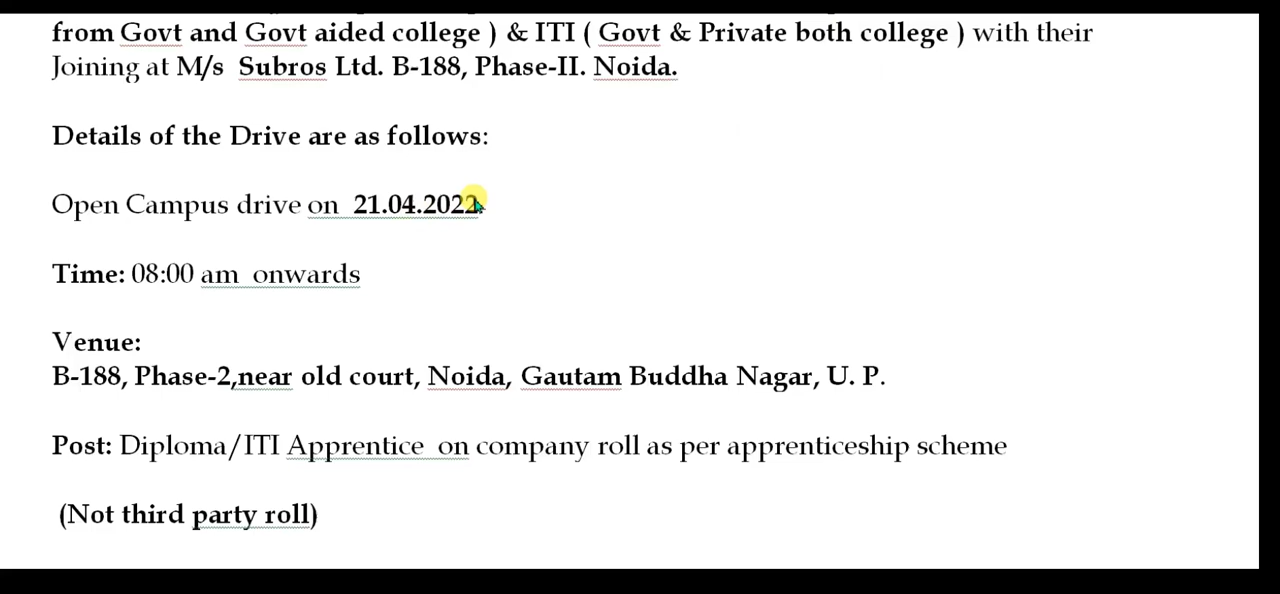 from Govt and Govt aided college ) & ITI ( Govt & Private both college ) with their
Joining at M/s Subros Ltd. B-188, Phase-II. Noida.
Details of the Drive are as follows:
Open Campus drive on 21.04.2022.
Time: 08:00 am onwards
Venue:
B-188, Phase-2,near old court, Noida, Gautam Buddha Nagar, U. P.
Post: Diploma/ITI Apprentice on company roll as per apprenticeship scheme
(Not third party roll)